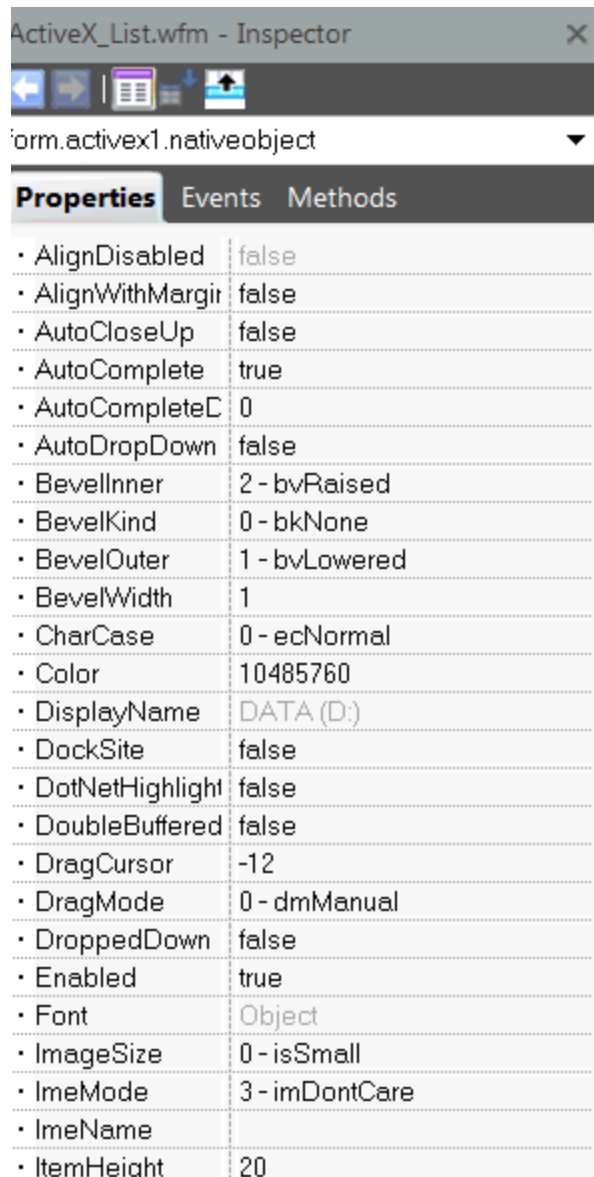 ActiveX_List.wfm - Inspector
form.activex1.nativeobject
Properties Events Methods
AlignDisabled false
AlignWithMargin false
AutoCloseUp false
AutoComplete true
AutoCompleteD 0
AutoDropDown false
BevelInner 2 - bvRaised
BevelKind 0 - bkNone
BevelOuter 1 - bvLowered
BevelWidth 1
CharCase 0 - ecNormal
Color 10485760
DisplayName DATA (D:)
DockSite false
DotNetHighlight false
DoubleBuffered false
DragCursor -12
DragMode 0 - dmManual
DroppedDown false
Enabled true
Font Object
ImageSize 0 - isSmall
ImeMode 3 - imDontCare
ImeName
ItemHeight 20